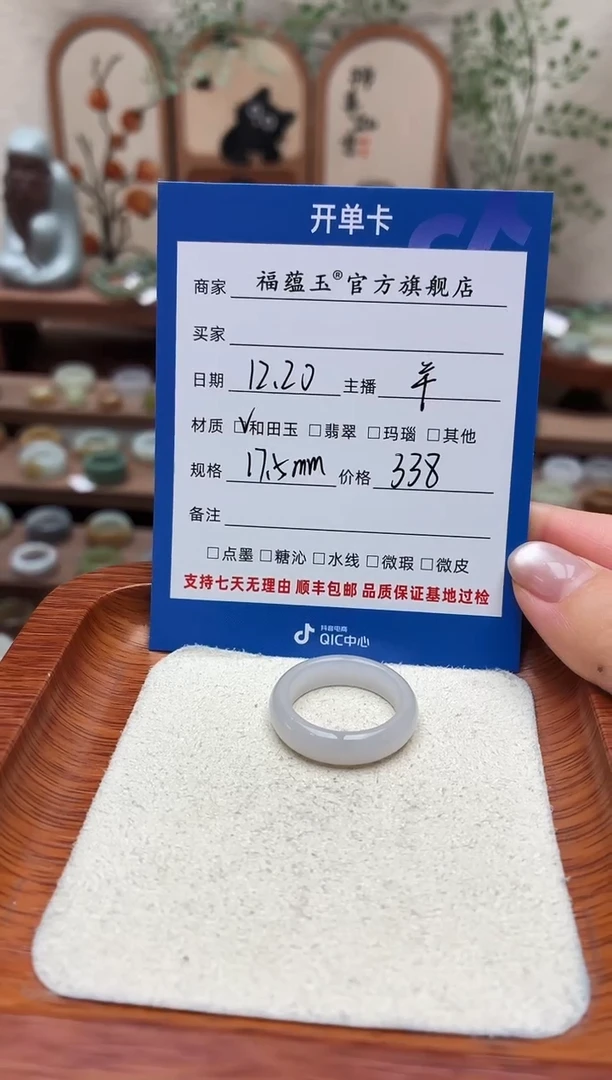 开单卡
商家 福蕴玉®官方旗舰店
买家
日期 12.20 主播 羊
材质 ☑和田玉 □翡翠 □玛瑙 □其他
规格 17.5mm 价格 338
备注
□点墨 □糖沁 □水线 □微瑕 □微皮
支持七天无理由 顺丰包邮 品质保证基地过检
抖音电商
QIC中心